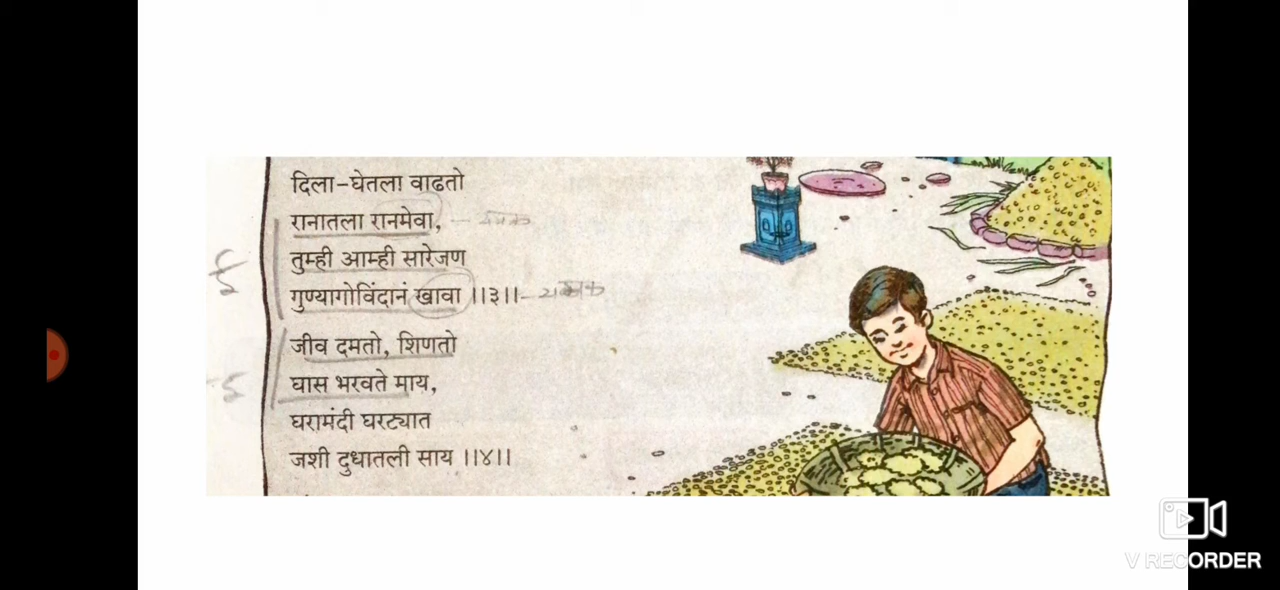 दिला-घेतला वाढतो
रानातला रानमेवा,
तुम्ही आम्ही सारेजण
गुण्यागोविंदानं खावा ।।३।।
जीव दमतो, शिणतो
घास भरवते माय,
घरामंदी घरट्यात
जशी दुधातली साय ।।४।।
V RECORDER